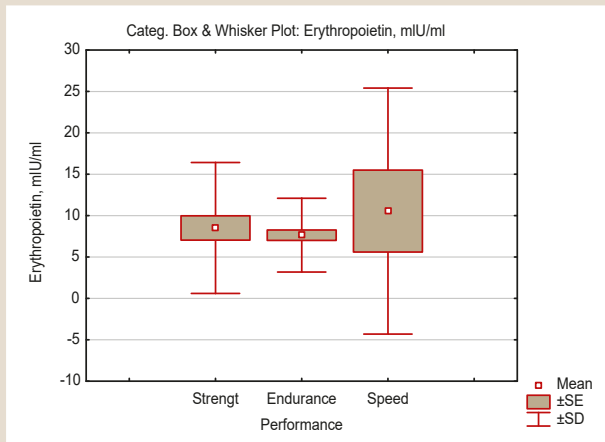 Categ. Box & Whisker Plot: Erythropoietin, mIU/ml
30
25
20
15
10
5
0
-5
-10
Erythropoietin, mIU/ml
Strengt Endurance Speed
Performance
Mean
±SE
±SD